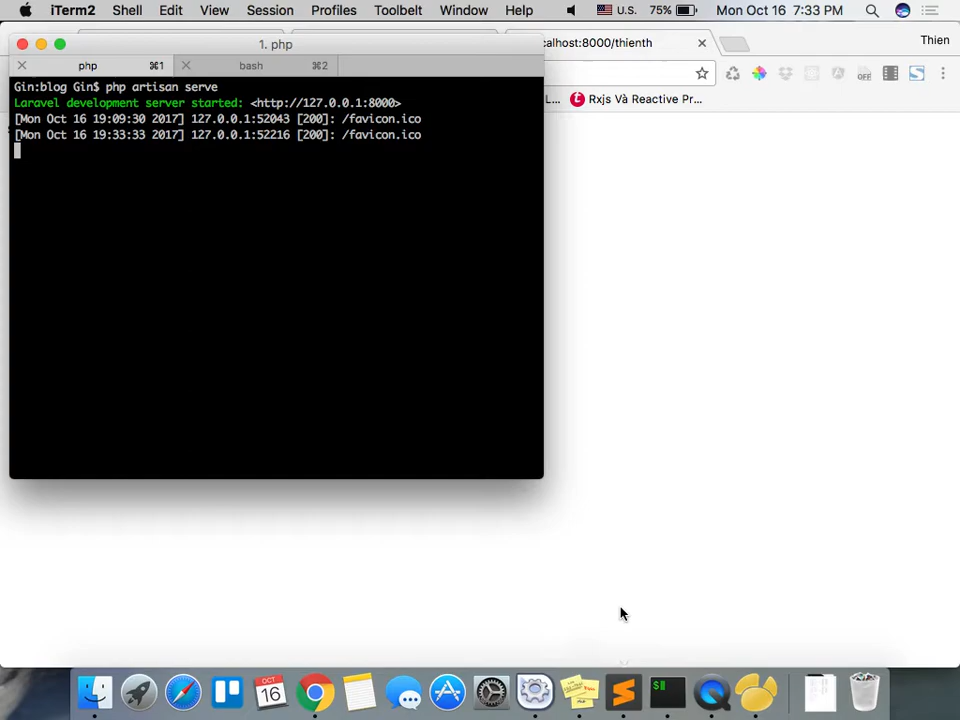 iTerm2 Shell Edit View Session Profiles Toolbelt Window Help U.S. 75% Mon Oct 16 7:33 PM
1. php
calhost:8000/thienth
Thien
php ⌘1 bash ⌘2
L... Rxjs Và Reactive Pr...
OFF
Gin:blog Gin$ php artisan serve
Laravel development server started: <http://127.0.0.1:8000>
[Mon Oct 16 19:09:30 2017] 127.0.0.1:52043 [200]: /favicon.ico
[Mon Oct 16 19:33:33 2017] 127.0.0.1:52216 [200]: /favicon.ico
OCT
16
$